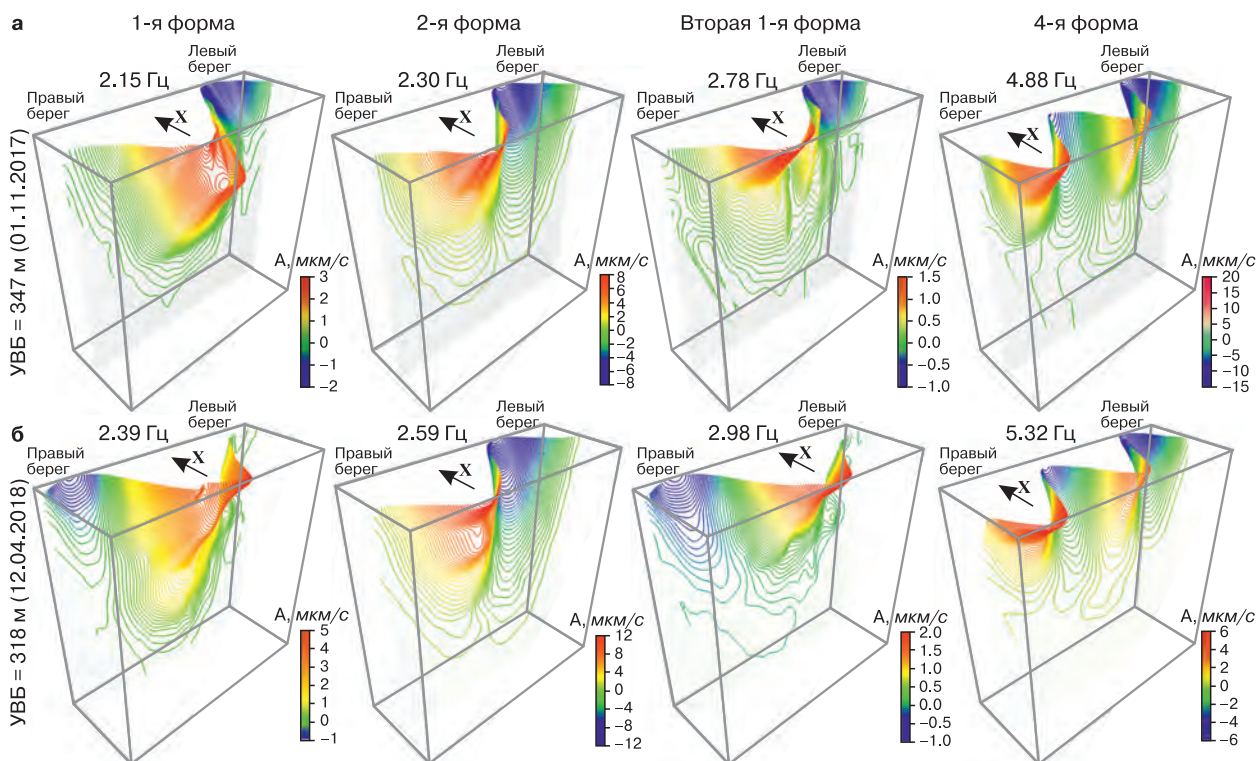 а
1-я форма
2-я форма
Вторая 1-я форма
4-я форма
УВБ = 347 м (01.11.2017)
Правый
берег
2.15 Гц
Левый
берег
X
А, мкм/с
3
2
1
0
−1
−2
Правый
берег
2.30 Гц
Левый
берег
X
А, мкм/с
8
6
4
2
0
−2
−4
−6
−8
Правый
берег
2.78 Гц
Левый
берег
X
А, мкм/с
1.5
1.0
0.5
0.0
−0.5
−1.0
Правый
берег
4.88 Гц
Левый
берег
X
А, мкм/с
20
15
10
5
0
−5
−10
−15
б
УВБ = 318 м (12.04.2018)
Правый
берег
2.39 Гц
Левый
берег
X
А, мкм/с
5
4
3
2
1
0
−1
Правый
берег
2.59 Гц
Левый
берег
X
А, мкм/с
12
8
4
0
−4
−8
−12
Правый
берег
2.98 Гц
Левый
берег
X
А, мкм/с
2.0
1.5
1.0
0.5
0.0
−0.5
−1.0
Правый
берег
5.32 Гц
Левый
берег
X
А, мкм/с
6
4
2
0
−2
−4
−6